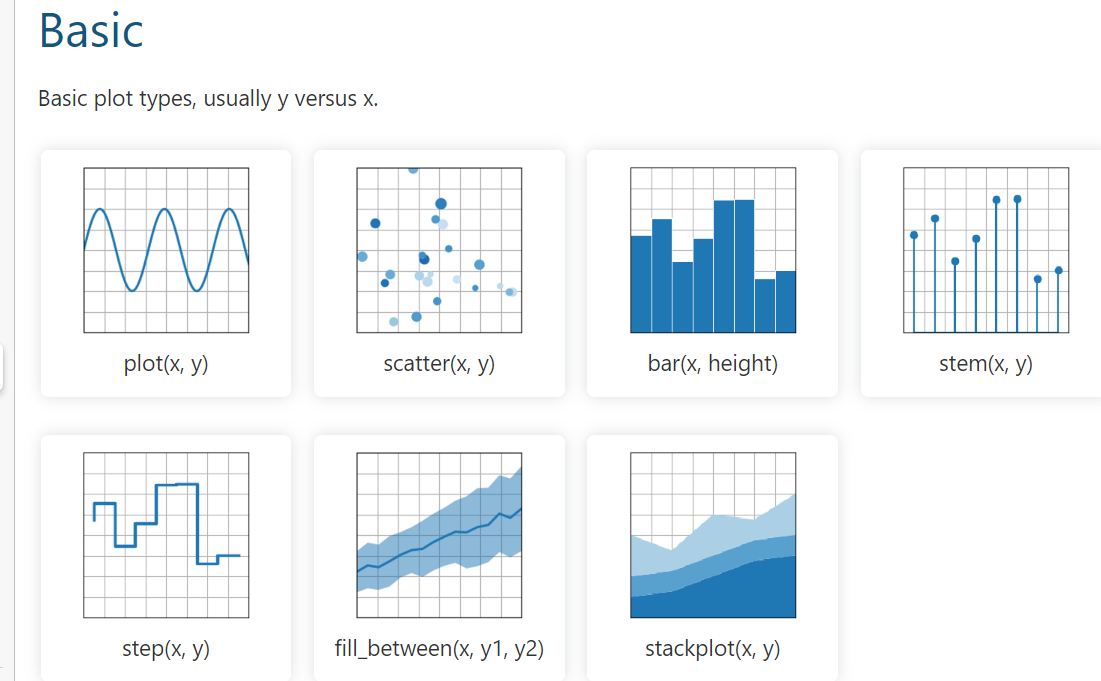 Basic
Basic plot types, usually y versus x.
plot(x, y)
scatter(x, y)
bar(x, height)
stem(x, y)
step(x, y)
fill_between(x, y1, y2)
stackplot(x, y)